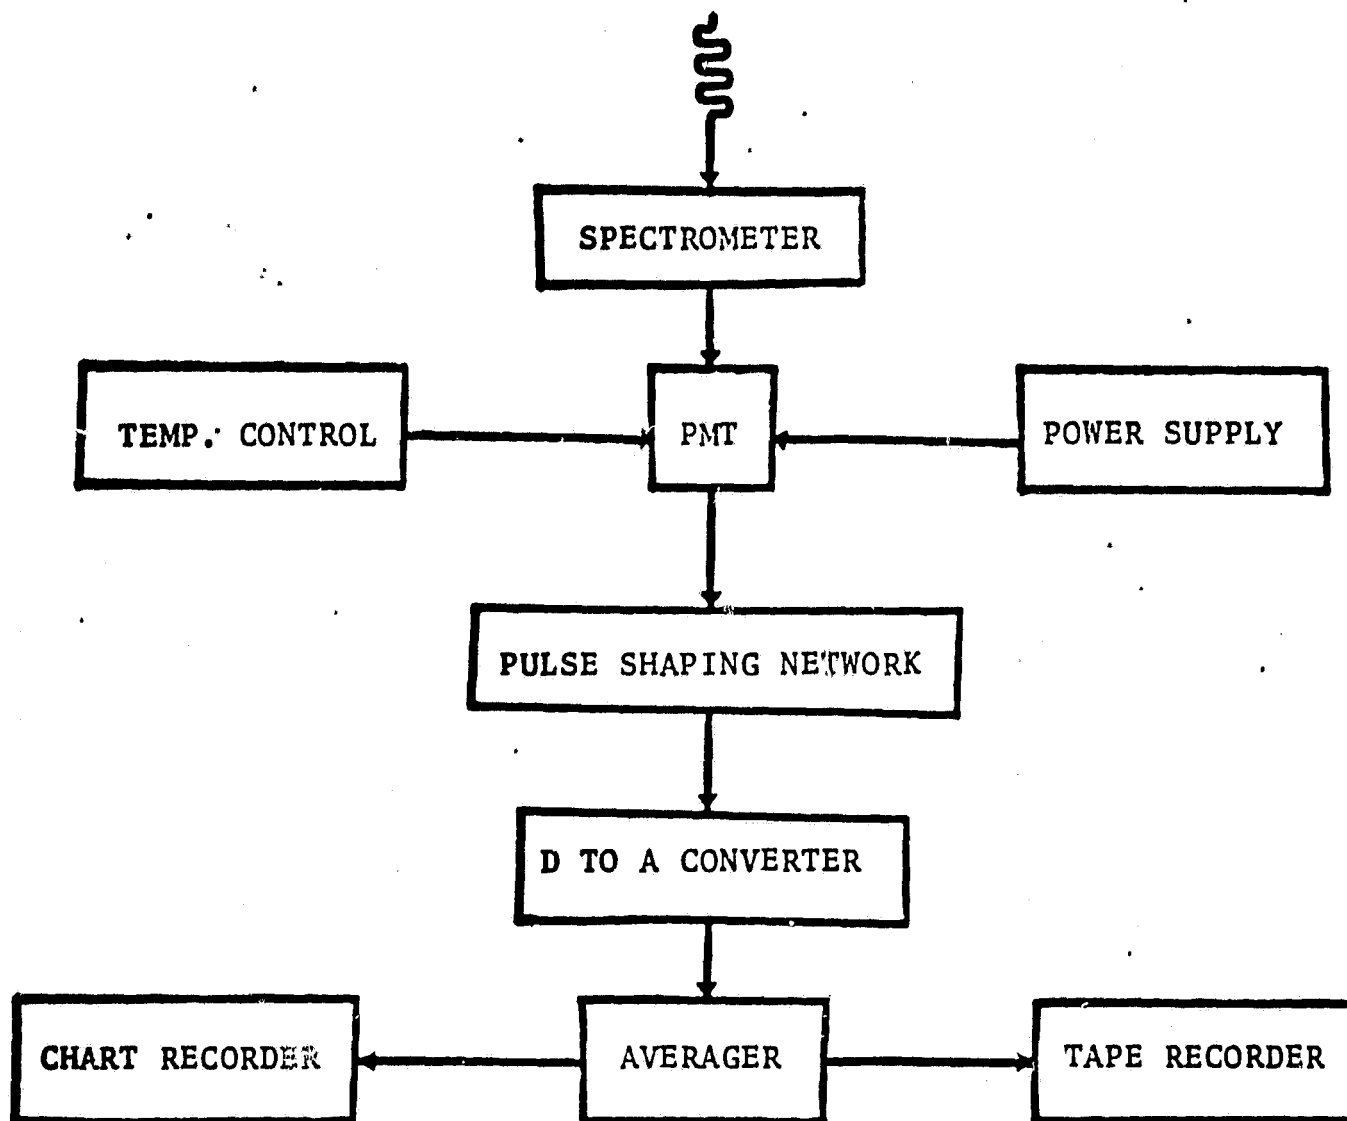 SPECTROMETER
TEMP. CONTROL
PMT
POWER SUPPLY
PULSE SHAPING NETWORK
D TO A CONVERTER
CHART RECORDER
AVERAGER
TAPE RECORDER